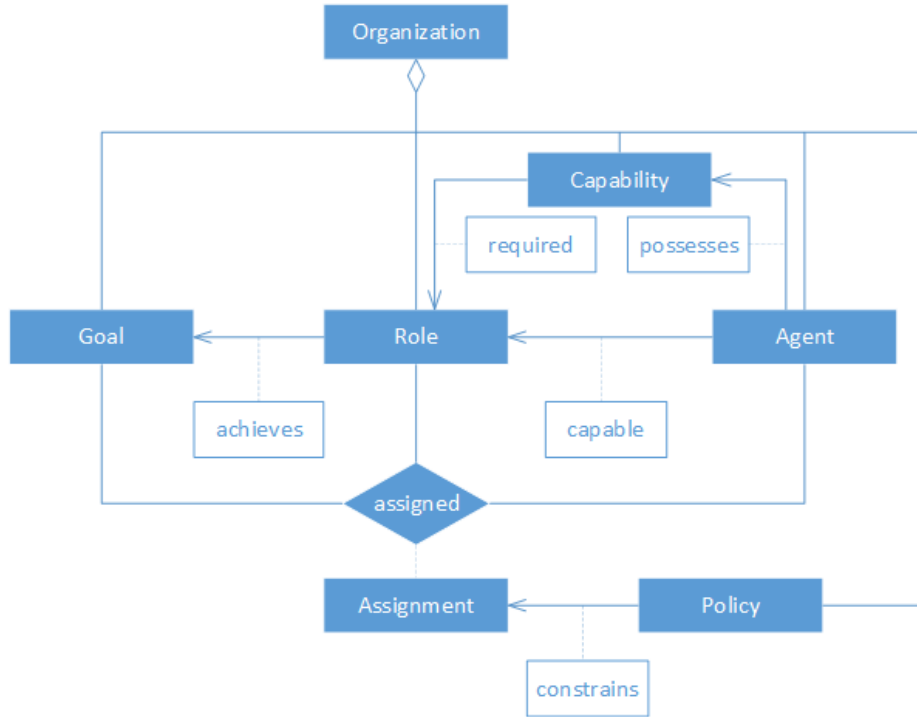 Organization
Capability
required
possesses
Goal
Role
Agent
achieves
capable
assigned
Assignment
Policy
constrains